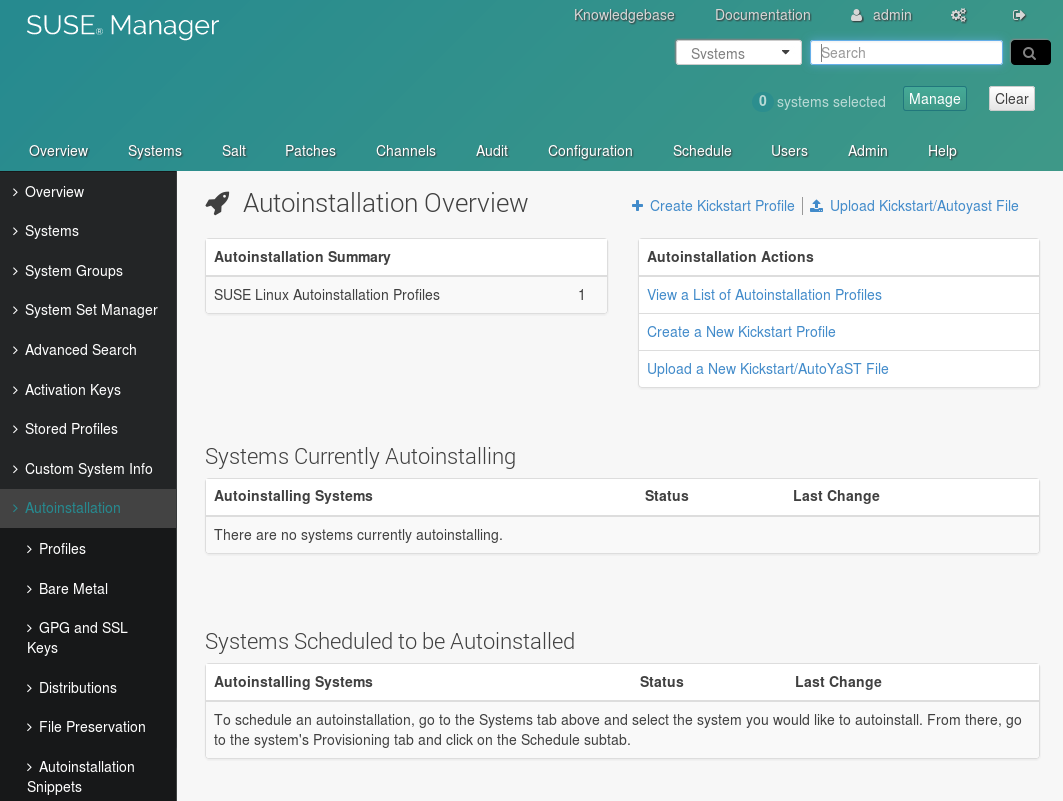 SUSE® Manager
Knowledgebase Documentation admin
Systems Search
0 systems selected Manage Clear
Overview Systems Salt Patches Channels Audit Configuration Schedule Users Admin Help
Overview
Systems
System Groups
System Set Manager
Advanced Search
Activation Keys
Stored Profiles
Custom System Info
Autoinstallation
Profiles
Bare Metal
GPG and SSL
Keys
Distributions
File Preservation
Autoinstallation
Snippets
Autoinstallation Overview
Create Kickstart Profile | Upload Kickstart/Autoyast File
Autoinstallation Summary
SUSE Linux Autoinstallation Profiles 1
Autoinstallation Actions
View a List of Autoinstallation Profiles
Create a New Kickstart Profile
Upload a New Kickstart/AutoYaST File
Systems Currently Autoinstalling
Autoinstalling Systems Status Last Change
There are no systems currently autoinstalling.
Systems Scheduled to be Autoinstalled
Autoinstalling Systems Status Last Change
To schedule an autoinstallation, go to the Systems tab above and select the system you would like to autoinstall. From there, go
to the system's Provisioning tab and click on the Schedule subtab.